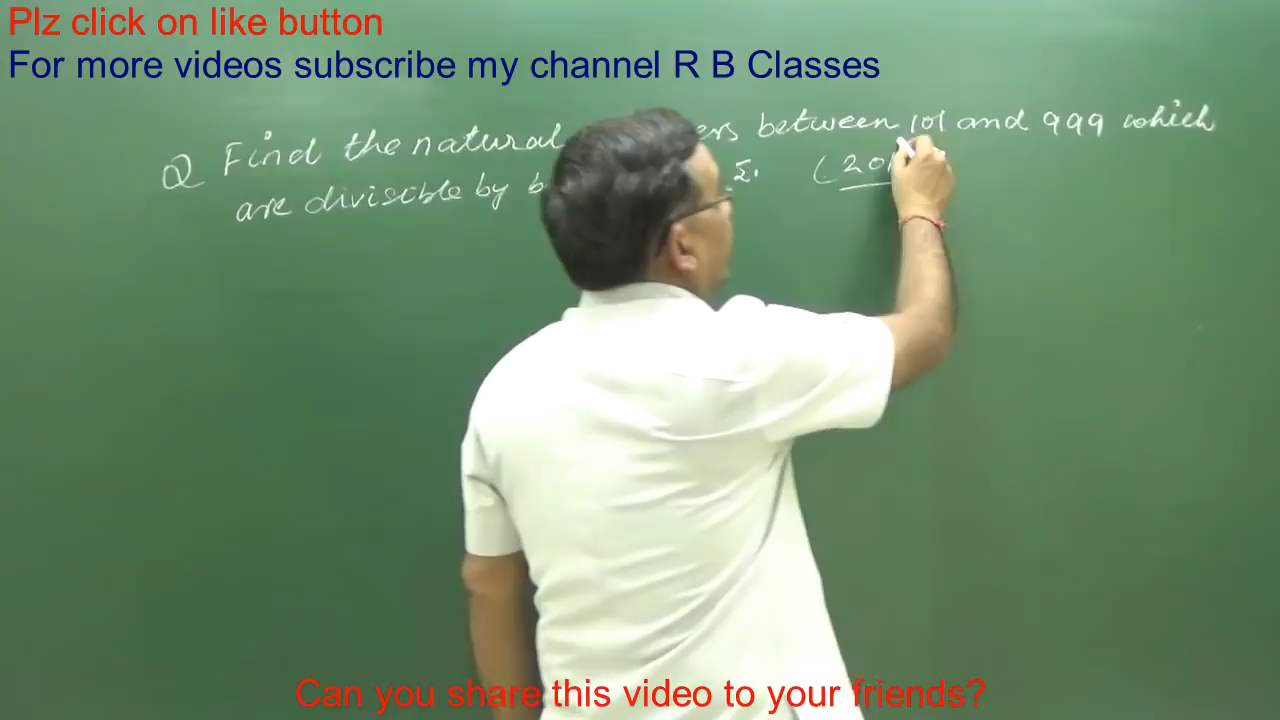 Plz click on like button
For more videos subscribe my channel R B Classes
Q Find the natural between 101 and 999 which
are divisible by
Can you share this video to your friends?